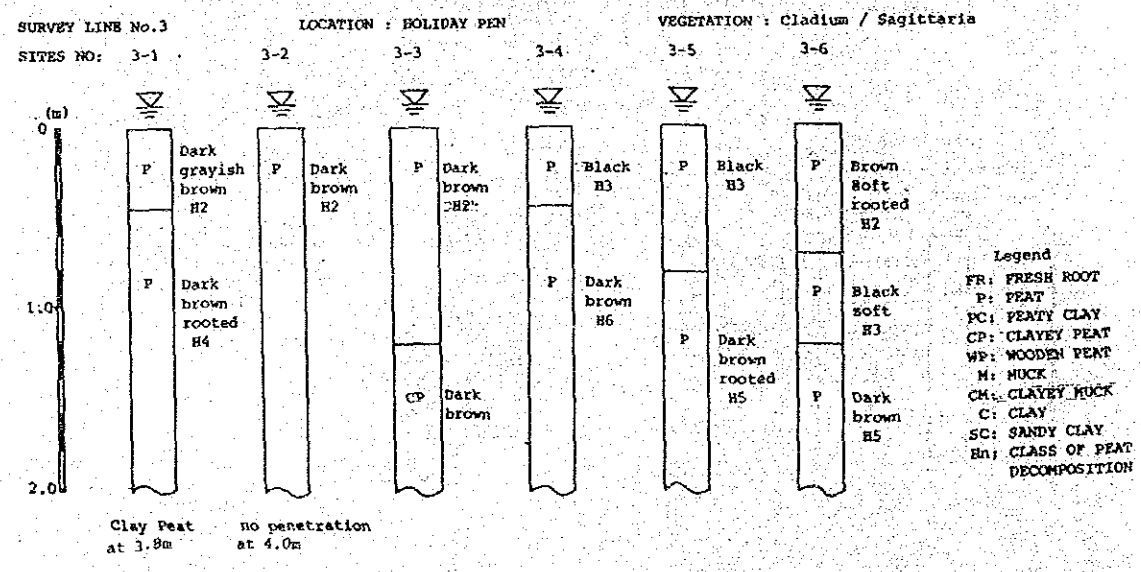 SURVEY LINE No.3 LOCATION : HOLIDAY PEN VEGETATION : Cladium / Sagittaria
SITES NO: 3-1 3-2 3-3 3-4 3-5 3-6
(m)
0
1.0
2.0
P Dark
grayish
brown
H2
P Dark
brown
rooted
H4
P Dark
brown
H2
P Dark
brown
H2
CP Dark
brown
P Black
H3
P Dark
brown
H6
P Black
H3
P Dark
brown
rooted
H5
P Brown
soft
rooted
H2
P Black
soft
H3
P Dark
brown
H5
Clay Peat
at 3.8m
no penetration
at 4.0m
Legend
FR: FRESH ROOT
P: PEAT
PC: PEATY CLAY
CP: CLAYEY PEAT
WP: WOODEN PEAT
M: MUCK
CM: CLAYEY MUCK
C: CLAY
SC: SANDY CLAY
Hn: CLASS OF PEAT
DECOMPOSITION